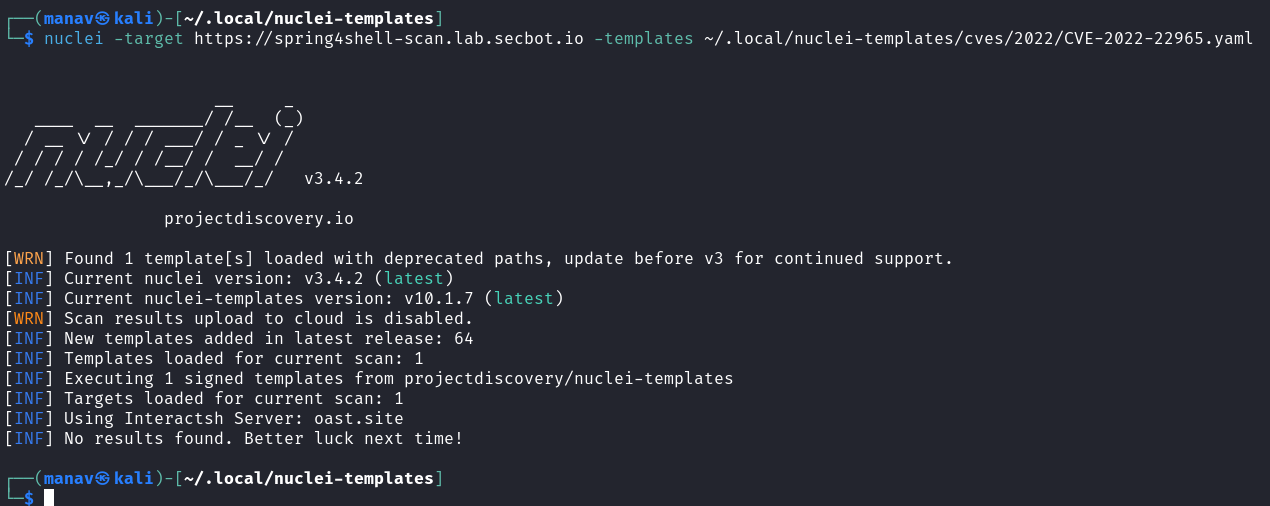 ┌──(manav㉿kali)-[~/.local/nuclei-templates]
└─$ nuclei -target https://spring4shell-scan.lab.secbot.io -templates ~/.local/nuclei-templates/cves/2022/CVE-2022-22965.yaml
nuclei v3.4.2
projectdiscovery.io
[WRN] Found 1 template[s] loaded with deprecated paths, update before v3 for continued support.
[INF] Current nuclei version: v3.4.2 (latest)
[INF] Current nuclei-templates version: v10.1.7 (latest)
[WRN] Scan results upload to cloud is disabled.
[INF] New templates added in latest release: 64
[INF] Templates loaded for current scan: 1
[INF] Executing 1 signed templates from projectdiscovery/nuclei-templates
[INF] Targets loaded for current scan: 1
[INF] Using Interactsh Server: oast.site
[INF] No results found. Better luck next time!
┌──(manav㉿kali)-[~/.local/nuclei-templates]
└─$